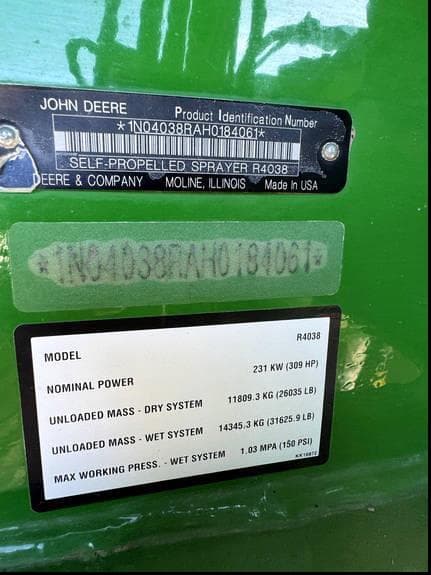 JOHN DEERE Product Identification Number
*1N04038RAH0184061*
SELF-PROPELLED SPRAYER R4038
DEERE & COMPANY MOLINE, ILLINOIS Made In USA
*1N04038RAH0184061*
MODEL R4038
NOMINAL POWER 231 KW (309 HP)
UNLOADED MASS - DRY SYSTEM 11809.3 KG (26035 LB)
UNLOADED MASS - WET SYSTEM 14345.3 KG (31625.9 LB)
MAX WORKING PRESS. - WET SYSTEM 1.03 MPA (150 PSI)